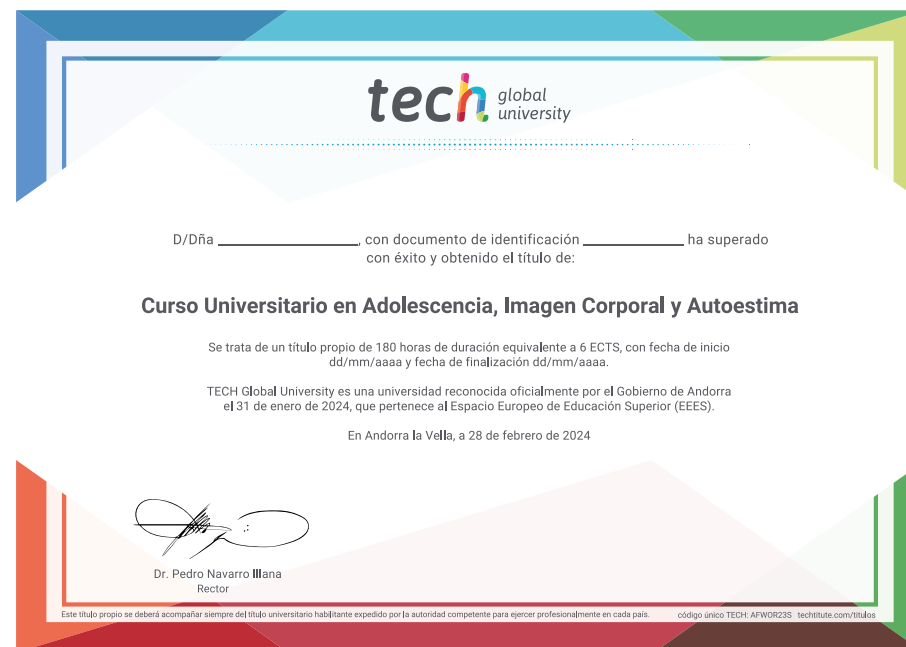 tech global university
D/Dña ____________________, con documento de identificación ______________ ha superado
con éxito y obtenido el título de:
Curso Universitario en Adolescencia, Imagen Corporal y Autoestima
Se trata de un título propio de 180 horas de duración equivalente a 6 ECTS, con fecha de inicio
dd/mm/aaaa y fecha de finalización dd/mm/aaaa.
TECH Global University es una universidad reconocida oficialmente por el Gobierno de Andorra
el 31 de enero de 2024, que pertenece al Espacio Europeo de Educación Superior (EEES).
En Andorra la Vella, a 28 de febrero de 2024
Dr. Pedro Navarro Illana
Rector
Este título propio se deberá acompañar siempre del título universitario habilitante expedido por la autoridad competente para ejercer profesionalmente en cada país. código único TECH: AFWOR23S techtitute.com/titulos